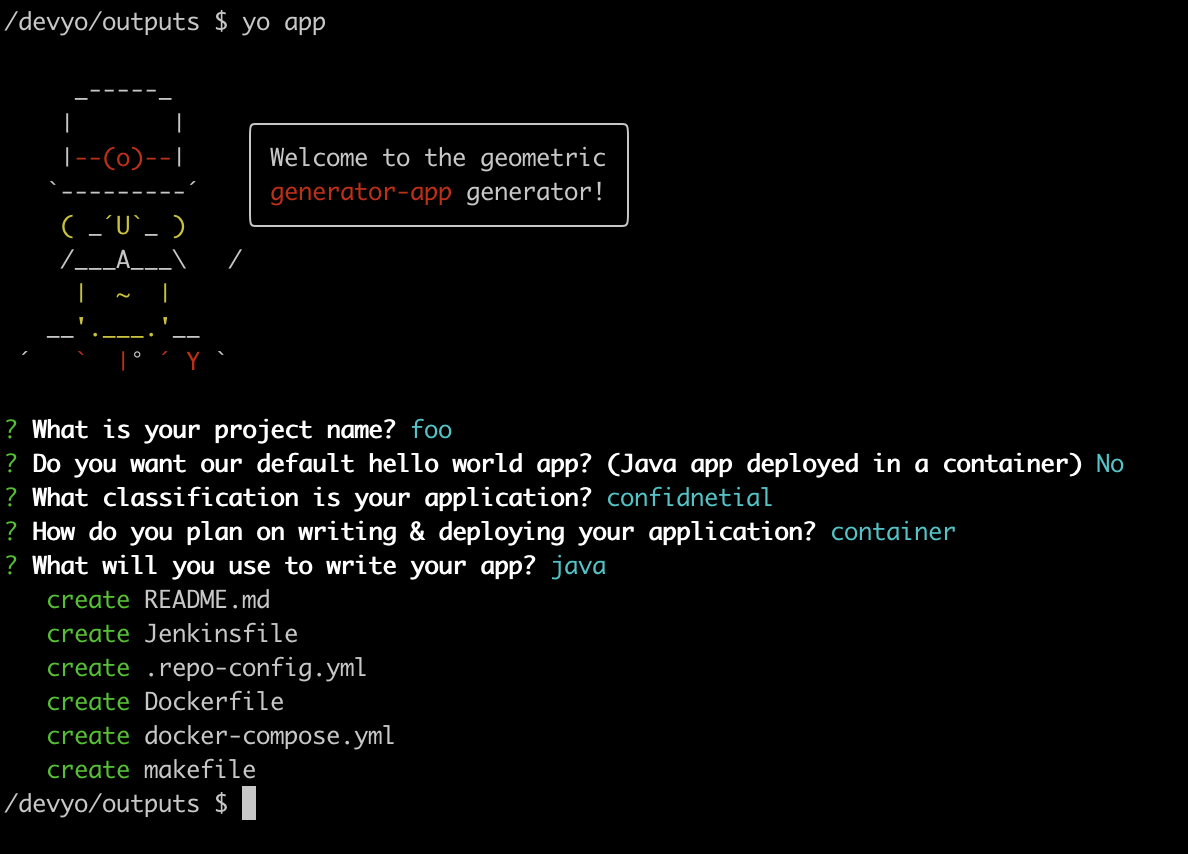 /devyo/outputs $ yo app
     _-----_
    |       |
    |--(o)--|
   `---------´
    ( _´U`_ )
    /___A___\   /
     |  ~  |
   __'.___.'__
 ´   `  |° ´ Y `
Welcome to the geometric
generator-app generator!
? What is your project name? foo
? Do you want our default hello world app? (Java app deployed in a container) No
? What classification is your application? confidnetial
? How do you plan on writing & deploying your application? container
? What will you use to write your app? java
   create README.md
   create Jenkinsfile
   create .repo-config.yml
   create Dockerfile
   create docker-compose.yml
   create makefile
/devyo/outputs $